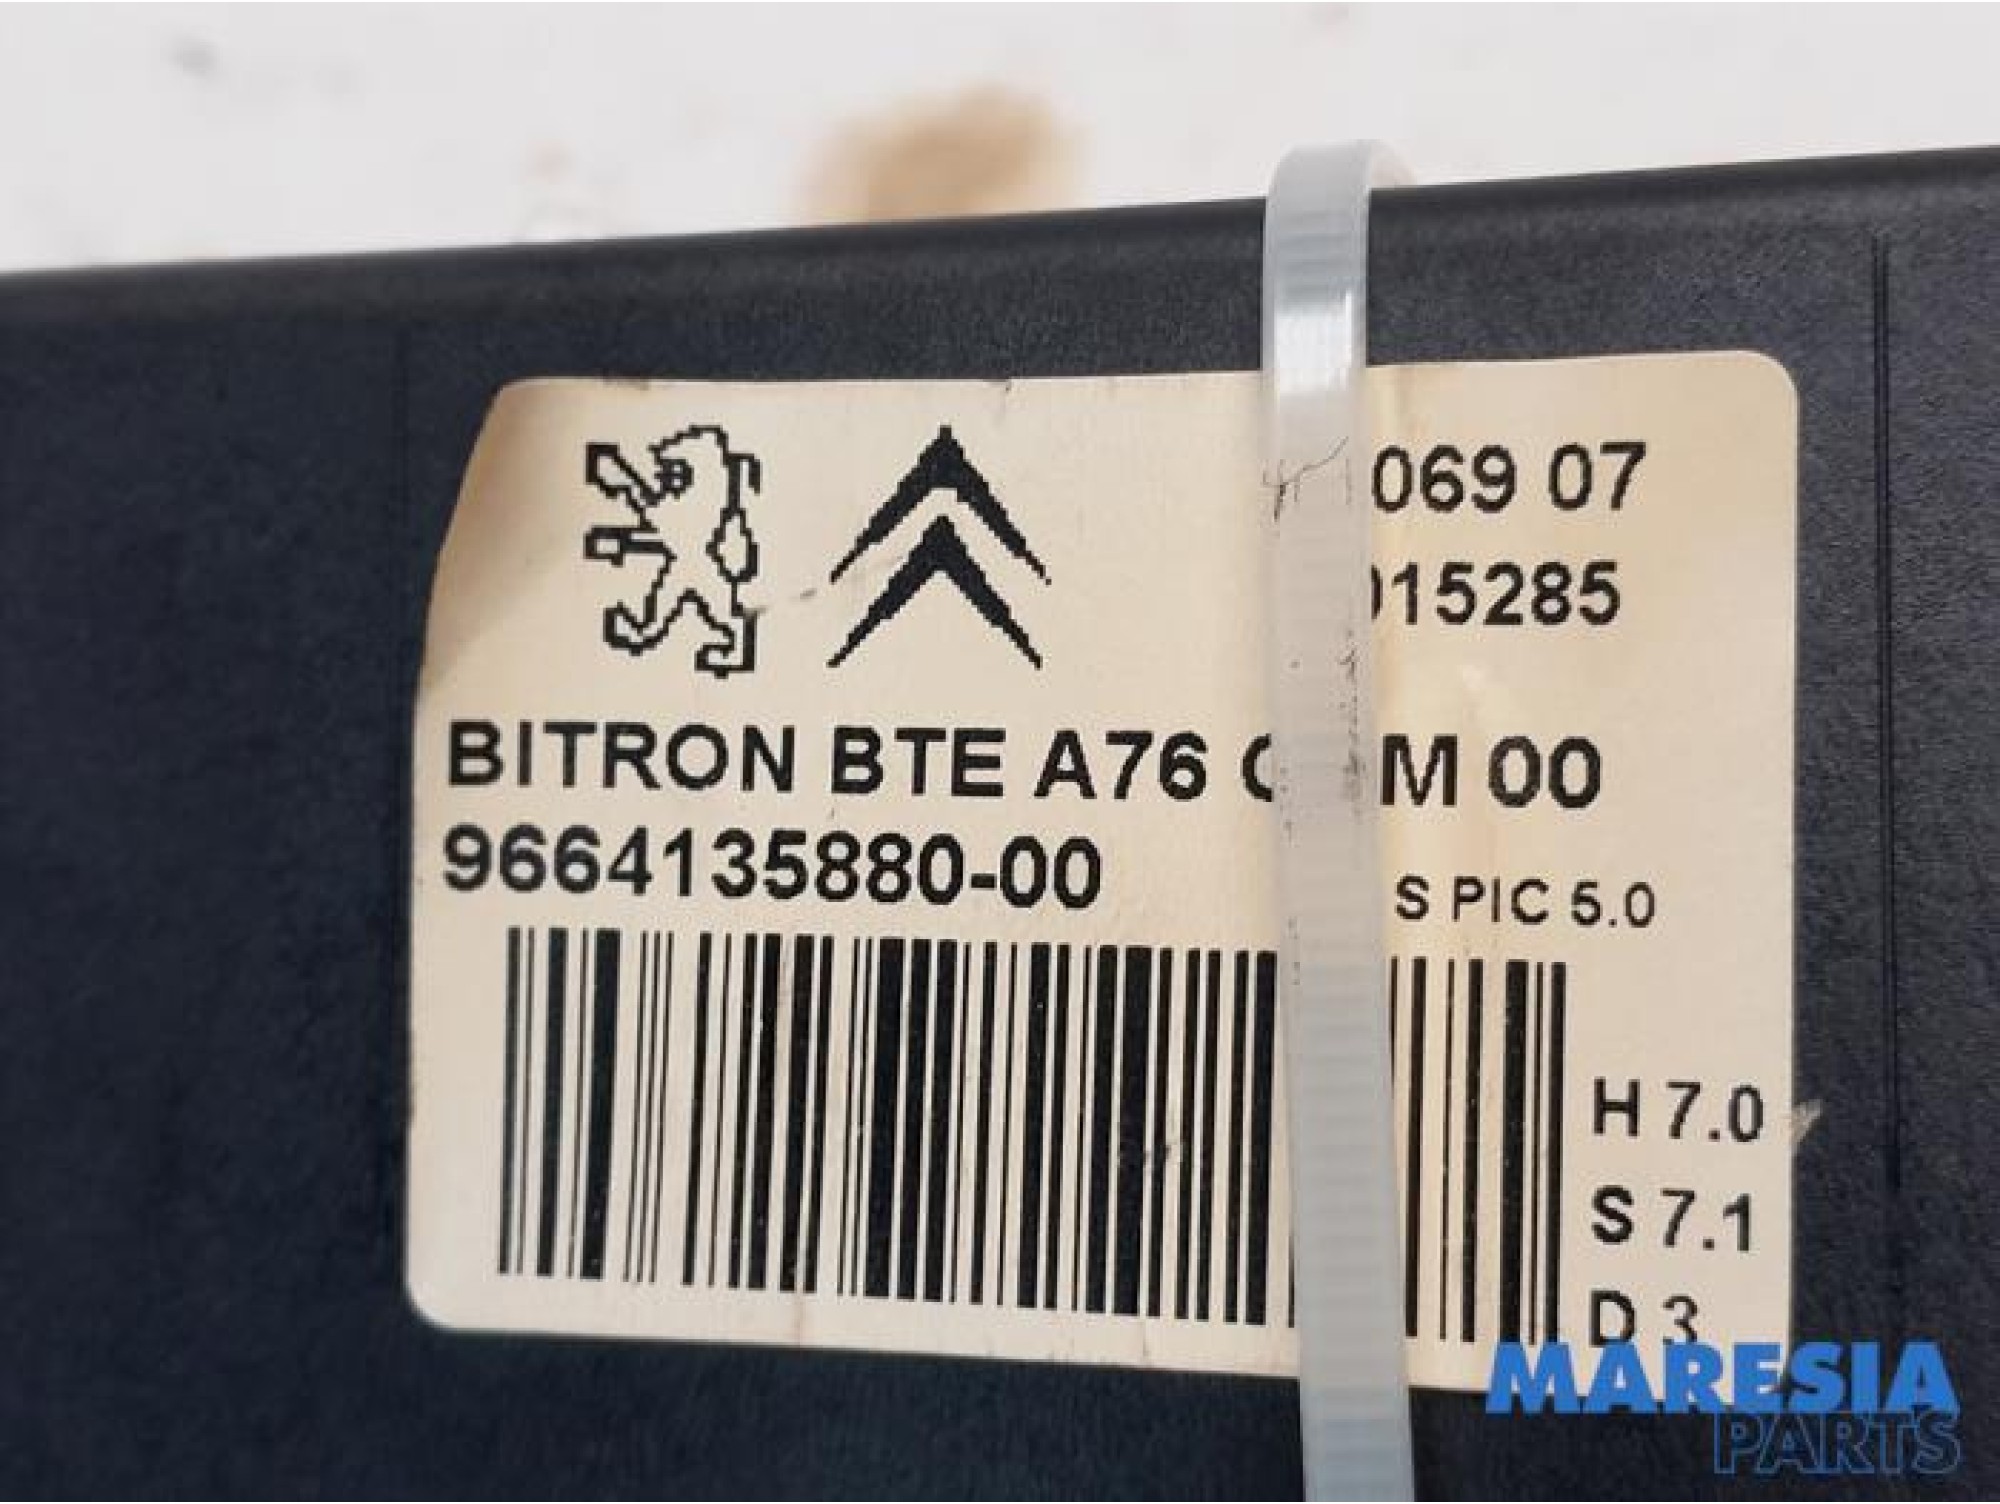 069 07
15285
BITRON BTE A76 M 00
9664135880-00
S PIC 5.0
H 7.0
S 7.1
D 3
MARESIA
PARTS